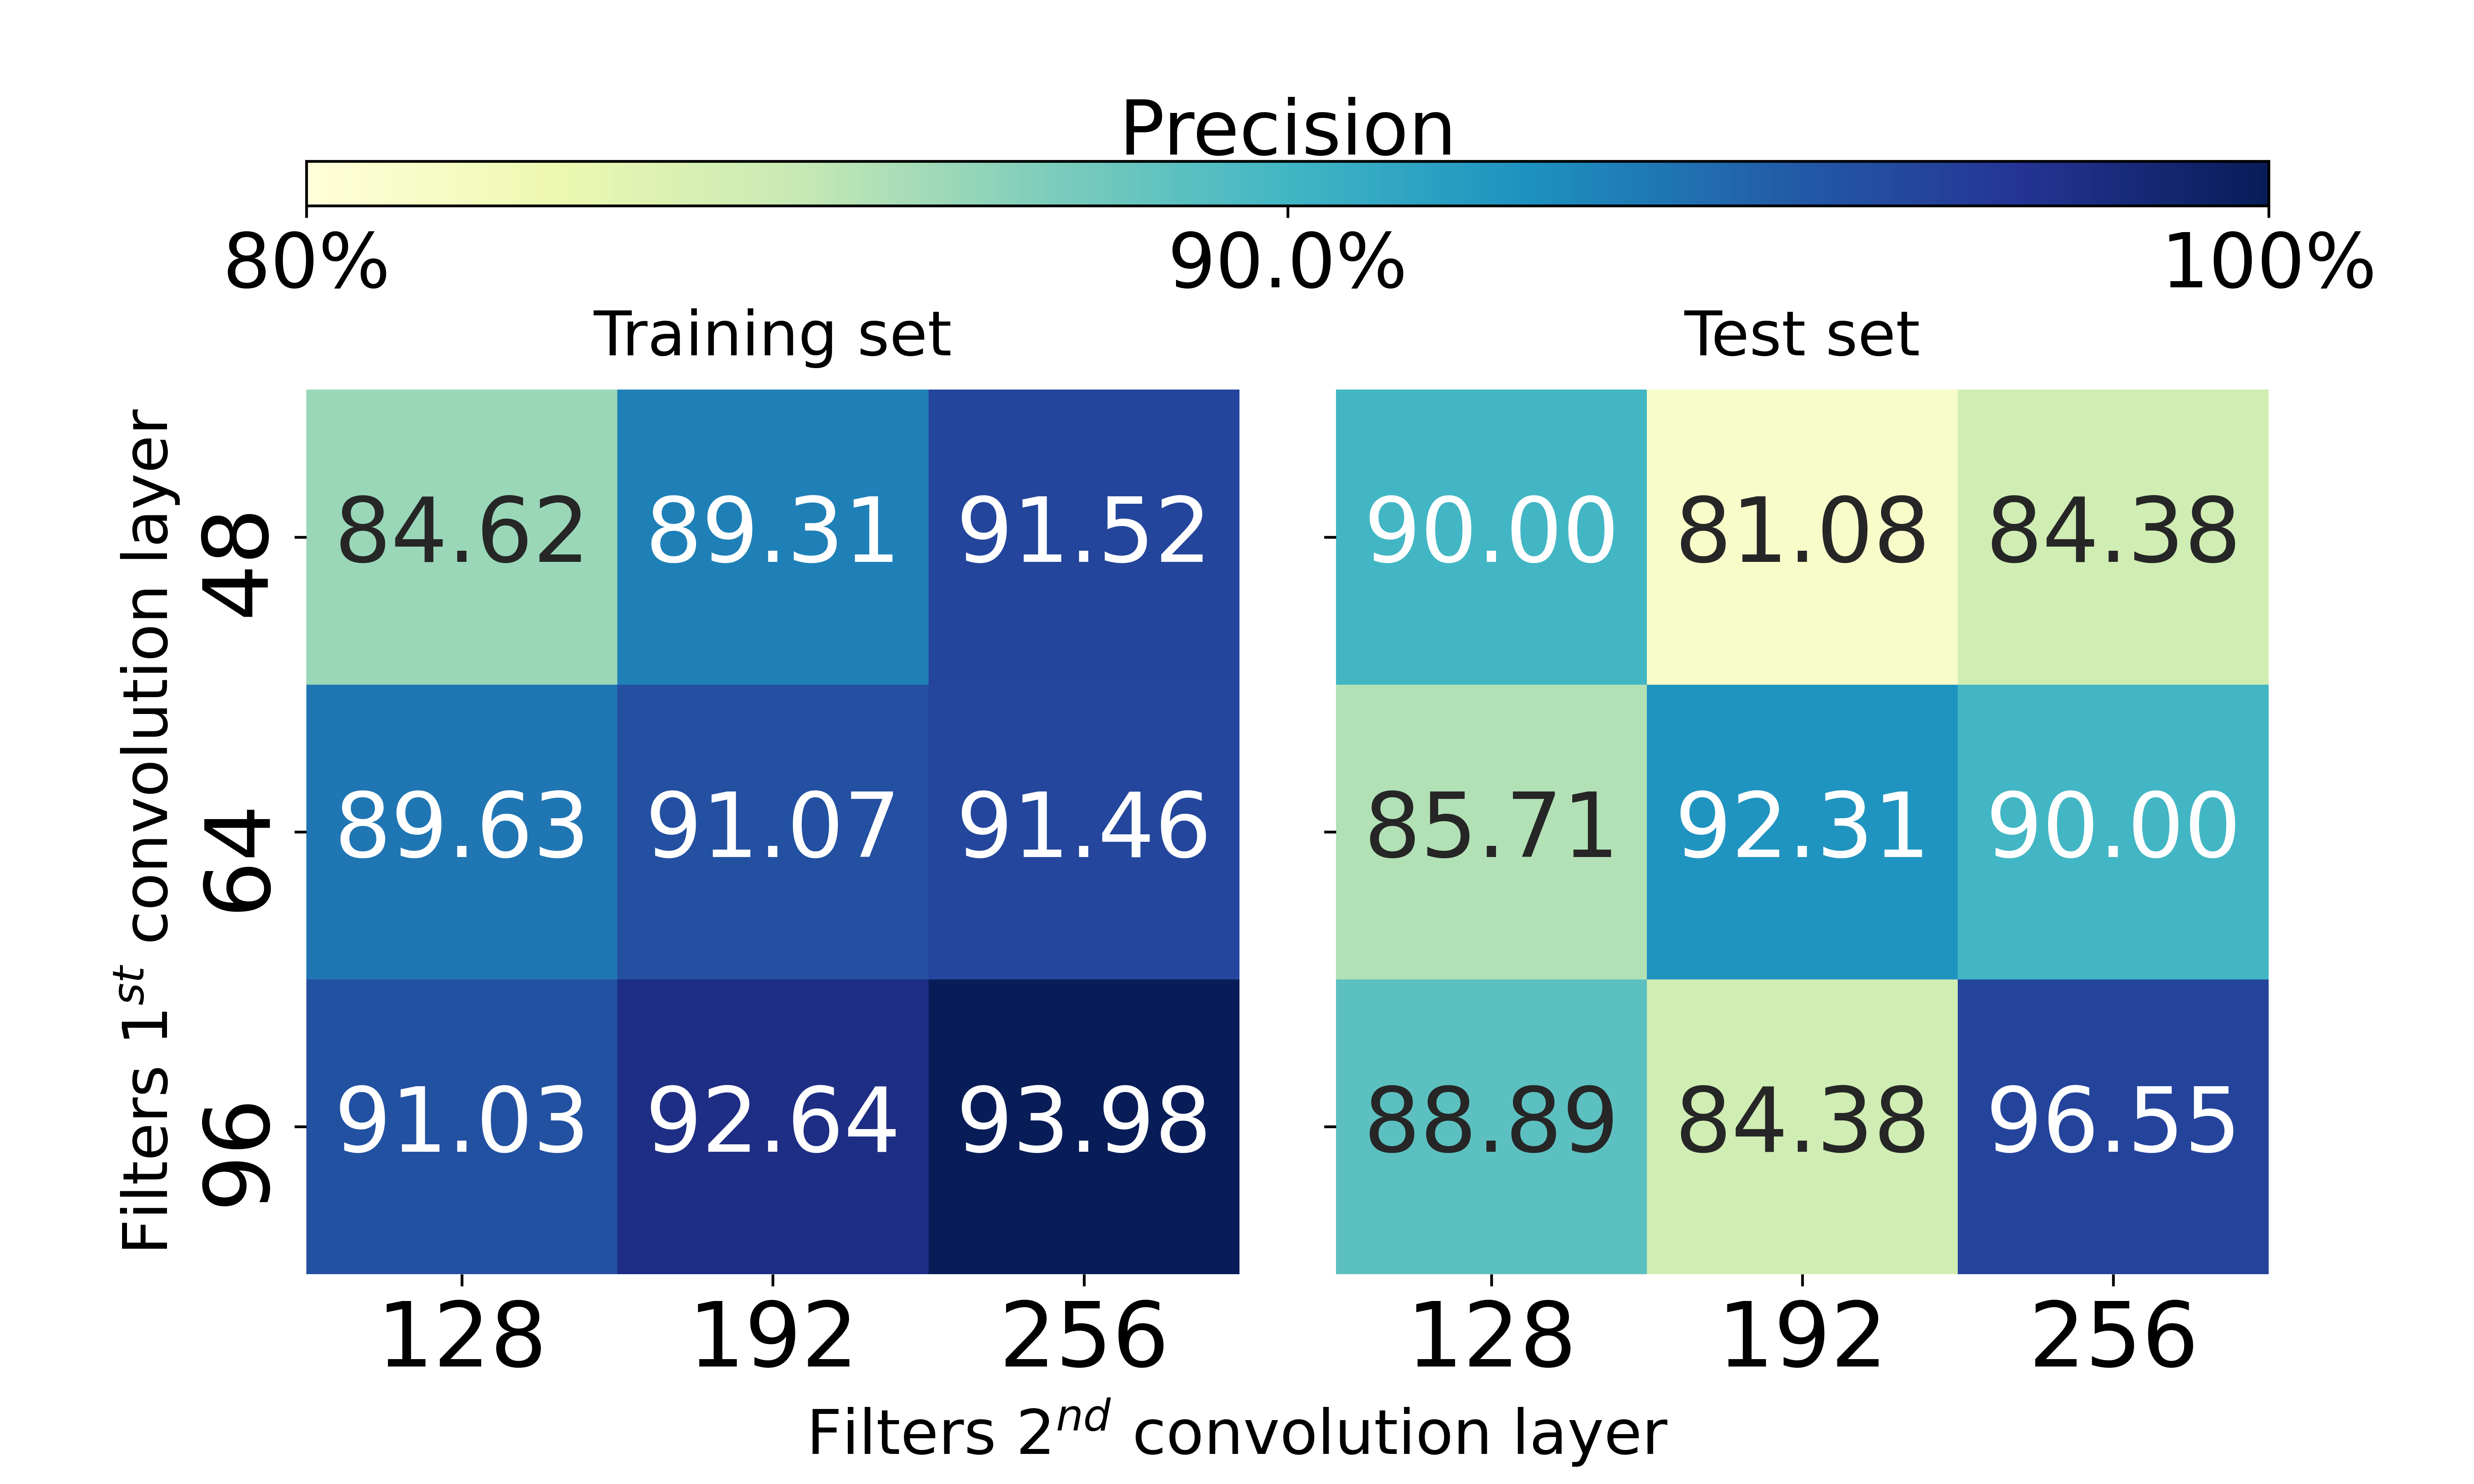 Precision
80% 90.0% 100%
Training set Test set
Filters 1st convolution layer
48 84.62 89.31 91.52 90.00 81.08 84.38
64 89.63 91.07 91.46 85.71 92.31 90.00
96 91.03 92.64 93.98 88.89 84.38 96.55
128 192 256 128 192 256
Filters 2nd convolution layer